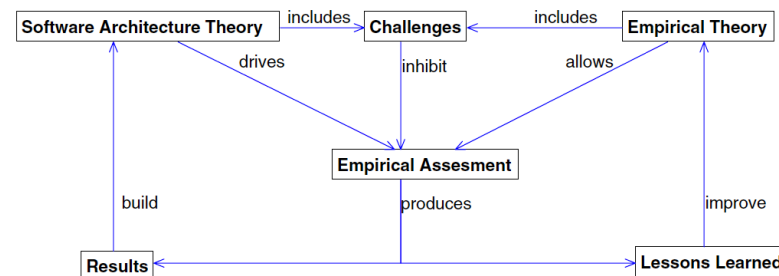 includes
includes
Software Architecture Theory
Challenges
Empirical Theory
drives
inhibit
allows
Empirical Assesment
build
produces
improve
Results
Lessons Learned